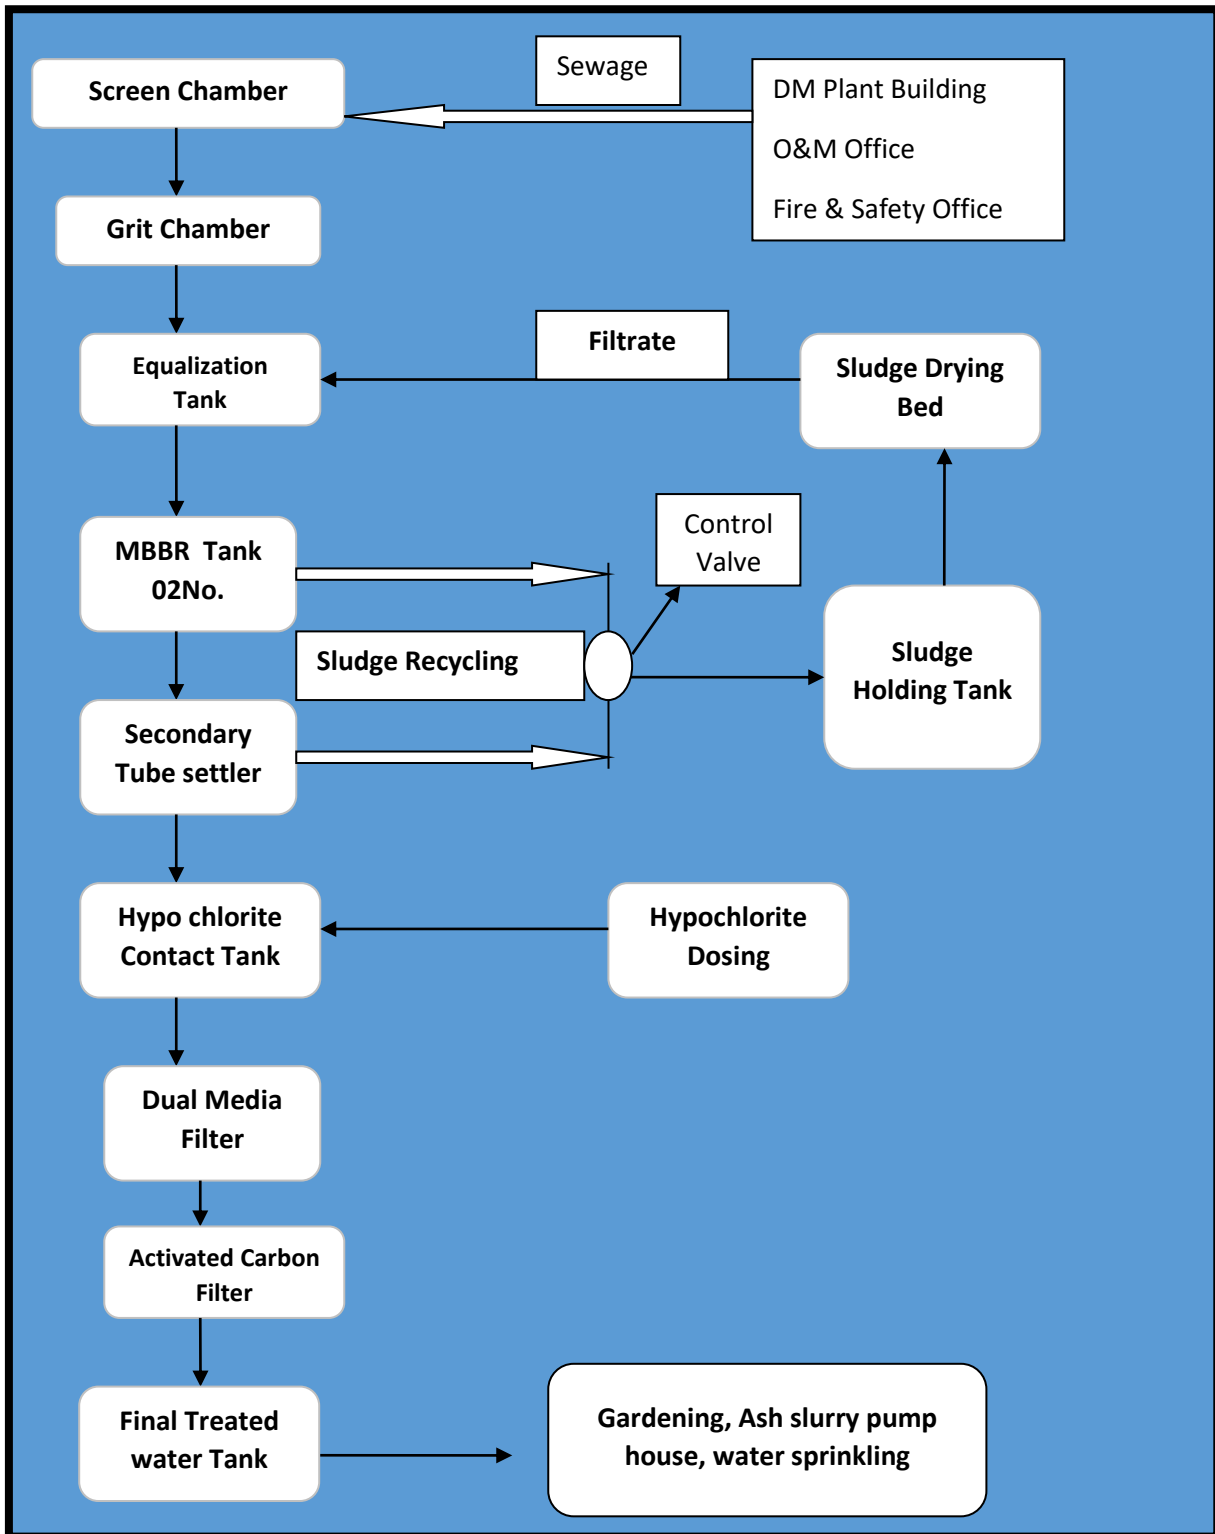 Sewage
Screen Chamber
DM Plant Building
O&M Office
Fire & Safety Office
Grit Chamber
Filtrate
Equalization
Tank
Sludge Drying
Bed
Control
Valve
MBBR  Tank
02No.
Sludge Recycling
Sludge
Holding Tank
Secondary
Tube settler
Hypo chlorite
Contact Tank
Hypochlorite
Dosing
Dual Media
Filter
Activated Carbon
Filter
Final Treated
water Tank
Gardening, Ash slurry pump
house, water sprinkling